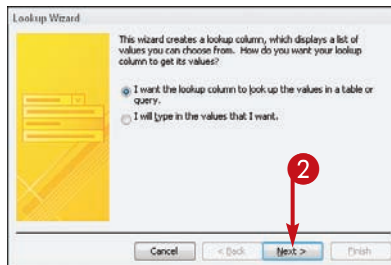 Lookup Wizard
This wizard creates a lookup column, which displays a list of
values you can choose from. How do you want your lookup
column to get its values?
I want the lookup column to look up the values in a table or
query.
I will type in the values that I want.
2
Cancel
< Back
Next >
Finish